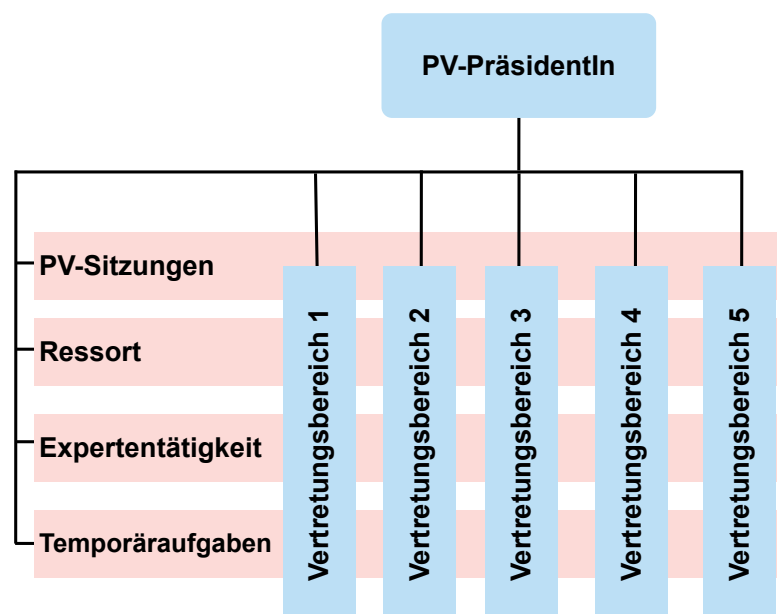 PV-PräsidentIn
PV-Sitzungen
Ressort
Expertentätigkeit
Temporäraufgaben
Vertretungsbereich 1
Vertretungsbereich 2
Vertretungsbereich 3
Vertretungsbereich 4
Vertretungsbereich 5